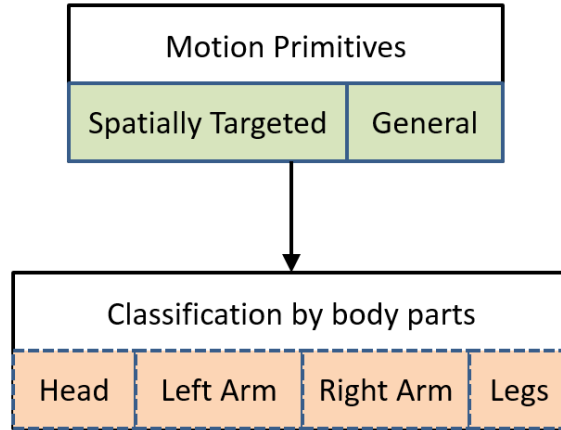 Motion Primitives
Spatially Targeted General
Classification by body parts
Head Left Arm Right Arm Legs